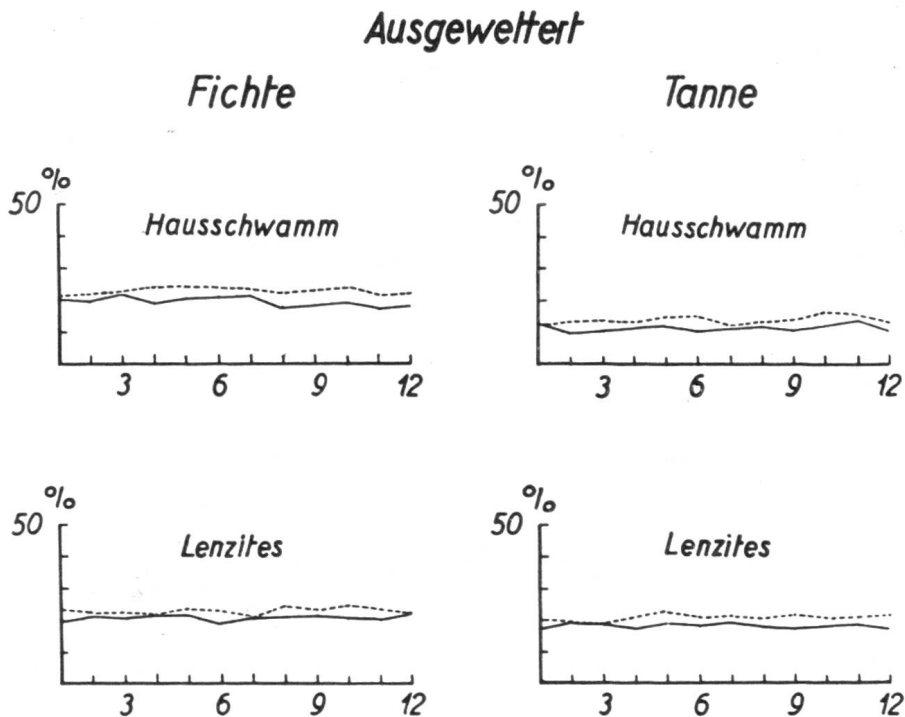 Ausgewettert
Fichte
Tanne
%
50
Hausschwamm
3 6 9 12
%
50
Hausschwamm
3 6 9 12
%
50
Lenzites
3 6 9 12
%
50
Lenzites
3 6 9 12